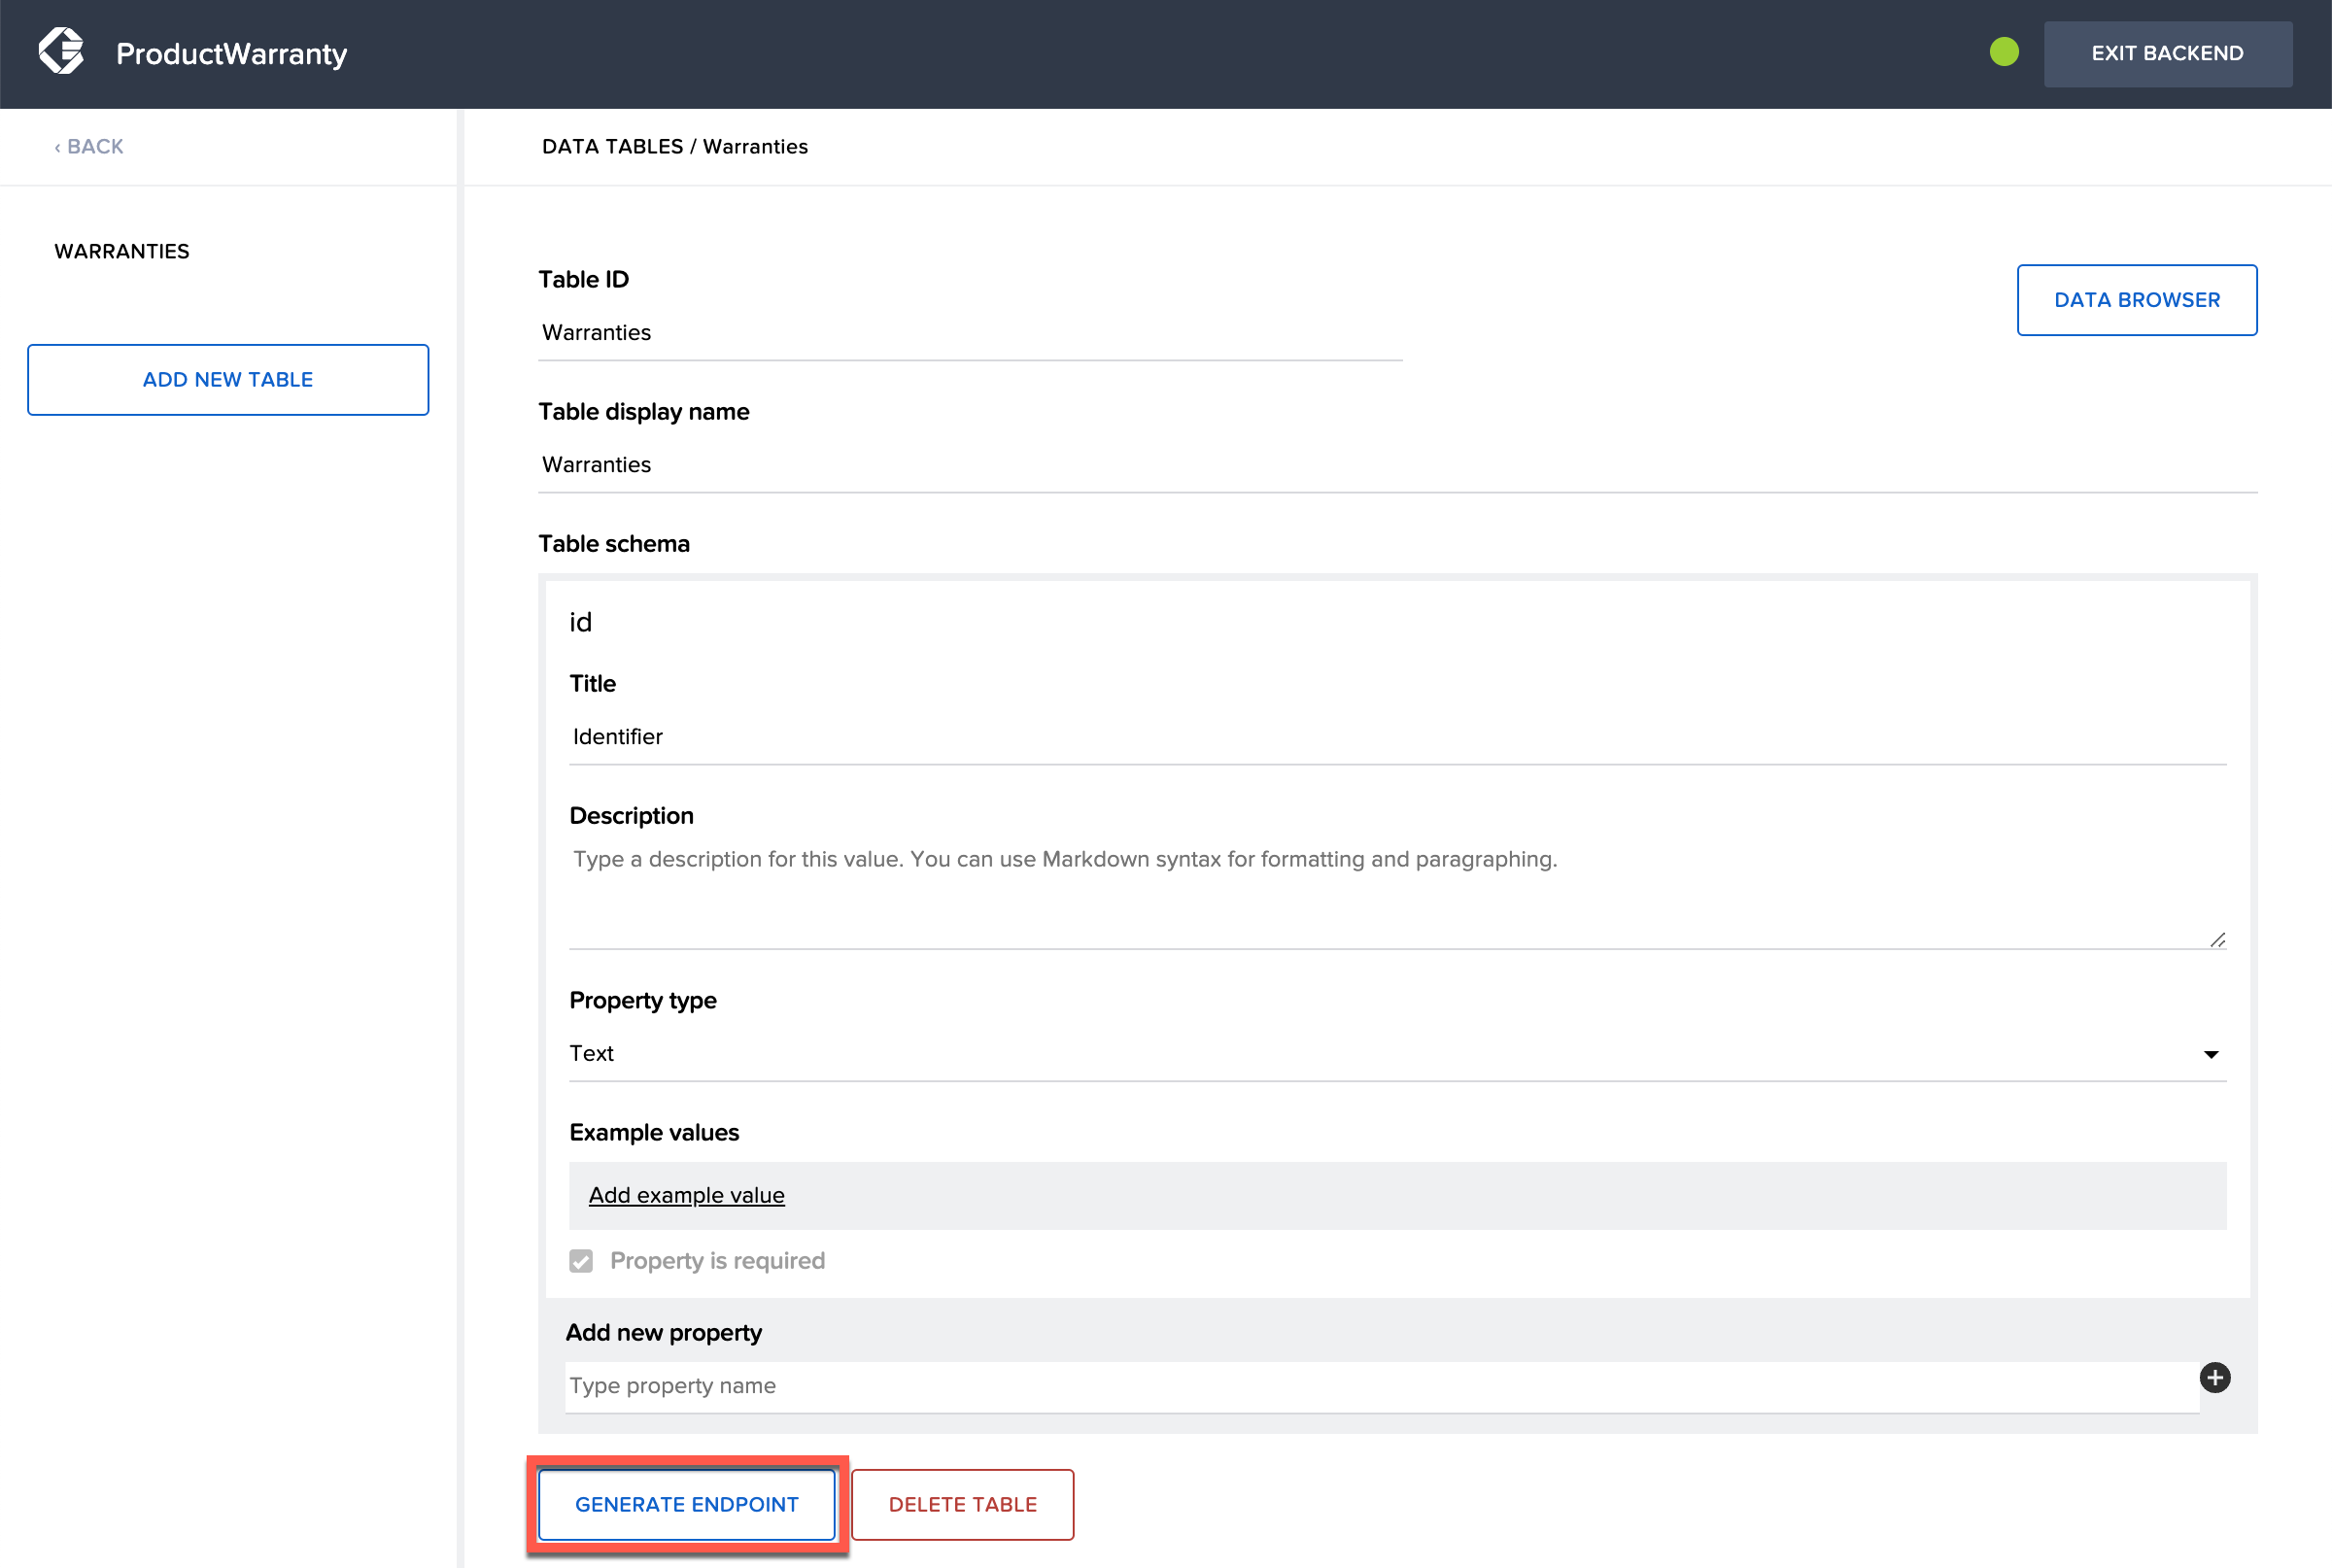 ProductWarranty
EXIT BACKEND
‹ BACK
DATA TABLES / Warranties
WARRANTIES
ADD NEW TABLE
Table ID
Warranties
DATA BROWSER
Table display name
Warranties
Table schema
id
Title
Identifier
Description
Type a description for this value. You can use Markdown syntax for formatting and paragraphing.
Property type
Text
Example values
Add example value
Property is required
Add new property
Type property name
GENERATE ENDPOINT
DELETE TABLE